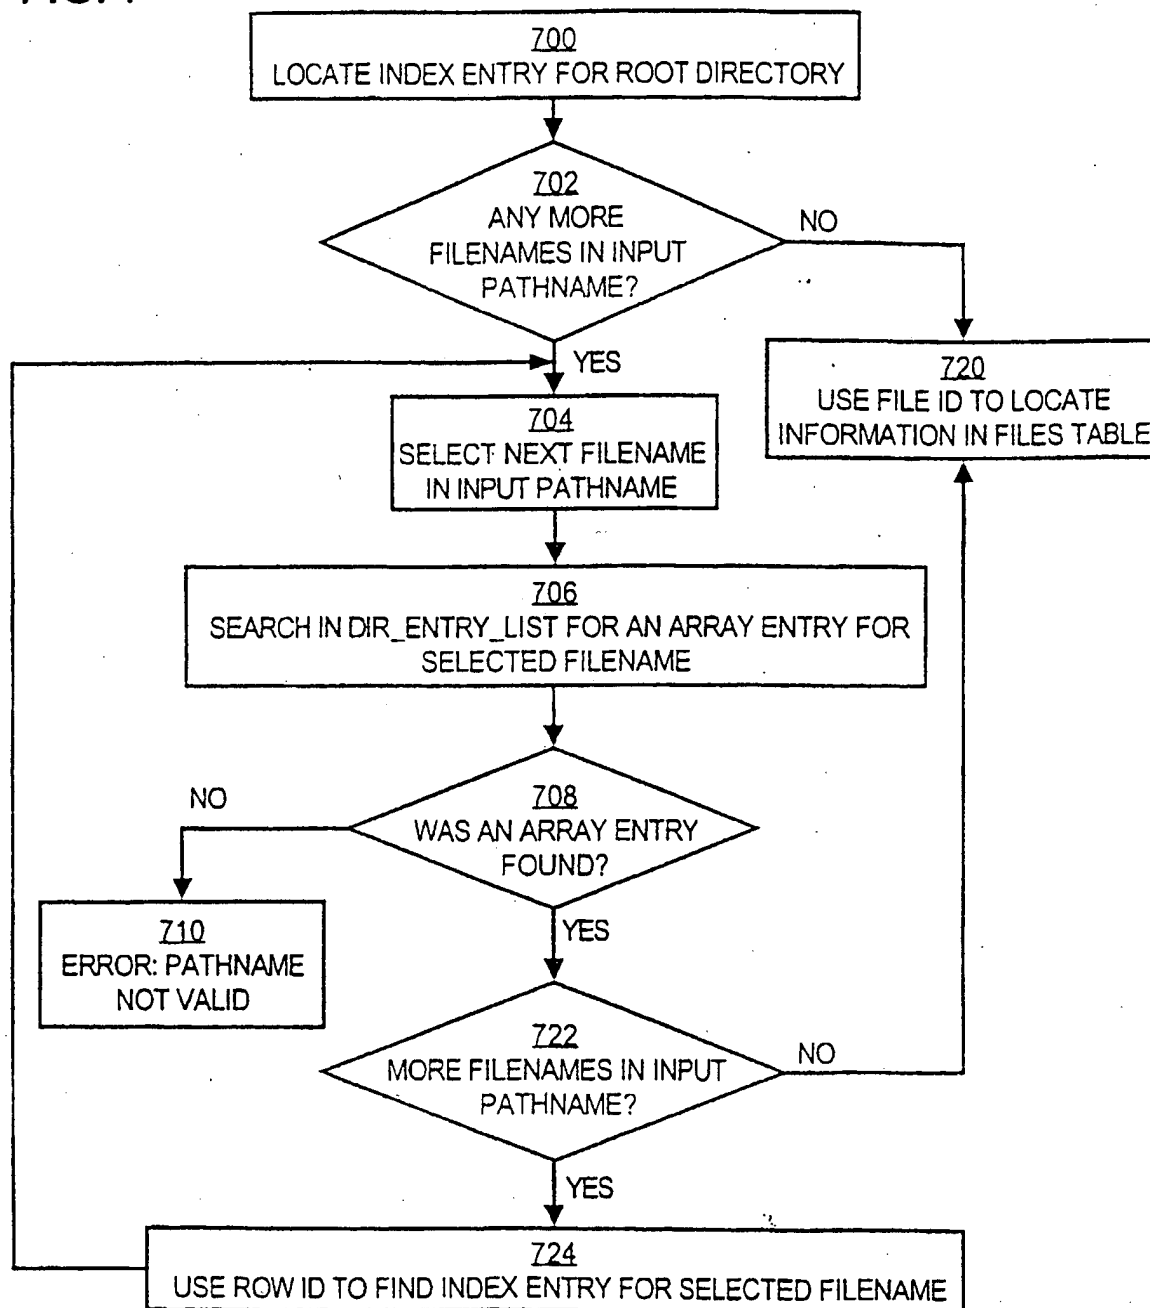 700
LOCATE INDEX ENTRY FOR ROOT DIRECTORY
702
ANY MORE
FILENAMES IN INPUT
PATHNAME?
NO
YES
720
USE FILE ID TO LOCATE
INFORMATION IN FILES TABLE
704
SELECT NEXT FILENAME
IN INPUT PATHNAME
706
SEARCH IN DIR_ENTRY_LIST FOR AN ARRAY ENTRY FOR
SELECTED FILENAME
NO
708
WAS AN ARRAY ENTRY
FOUND?
YES
710
ERROR: PATHNAME
NOT VALID
722
MORE FILENAMES IN INPUT
PATHNAME?
NO
YES
724
USE ROW ID TO FIND INDEX ENTRY FOR SELECTED FILENAME